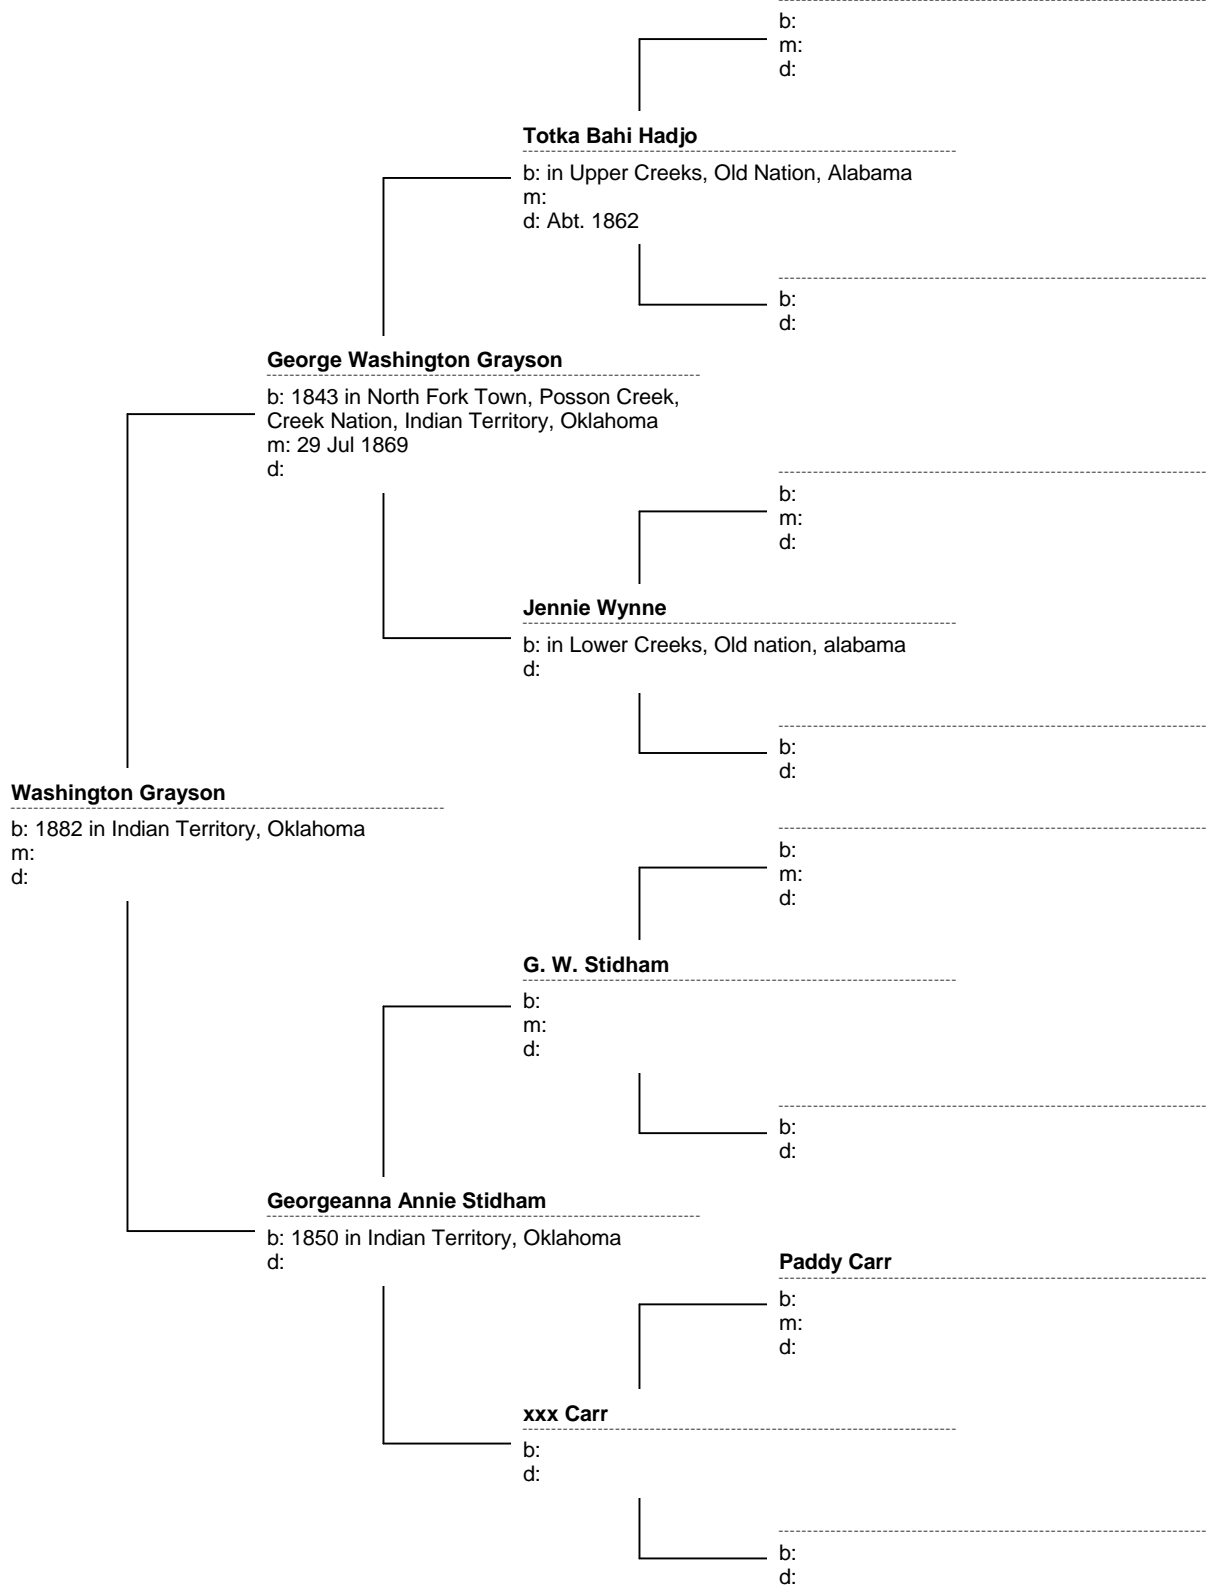 b:
m:
d:
Totka Bahi Hadjo
b: in Upper Creeks, Old Nation, Alabama
m:
d: Abt. 1862
b:
d:
George Washington Grayson
b: 1843 in North Fork Town, Posson Creek,
Creek Nation, Indian Territory, Oklahoma
m: 29 Jul 1869
d:
b:
m:
d:
Jennie Wynne
b: in Lower Creeks, Old nation, alabama
d:
b:
d:
Washington Grayson
b: 1882 in Indian Territory, Oklahoma
m:
d:
b:
m:
d:
G. W. Stidham
b:
m:
d:
b:
d:
Georgeanna Annie Stidham
b: 1850 in Indian Territory, Oklahoma
d:
Paddy Carr
b:
m:
d:
xxx Carr
b:
d:
b:
d: